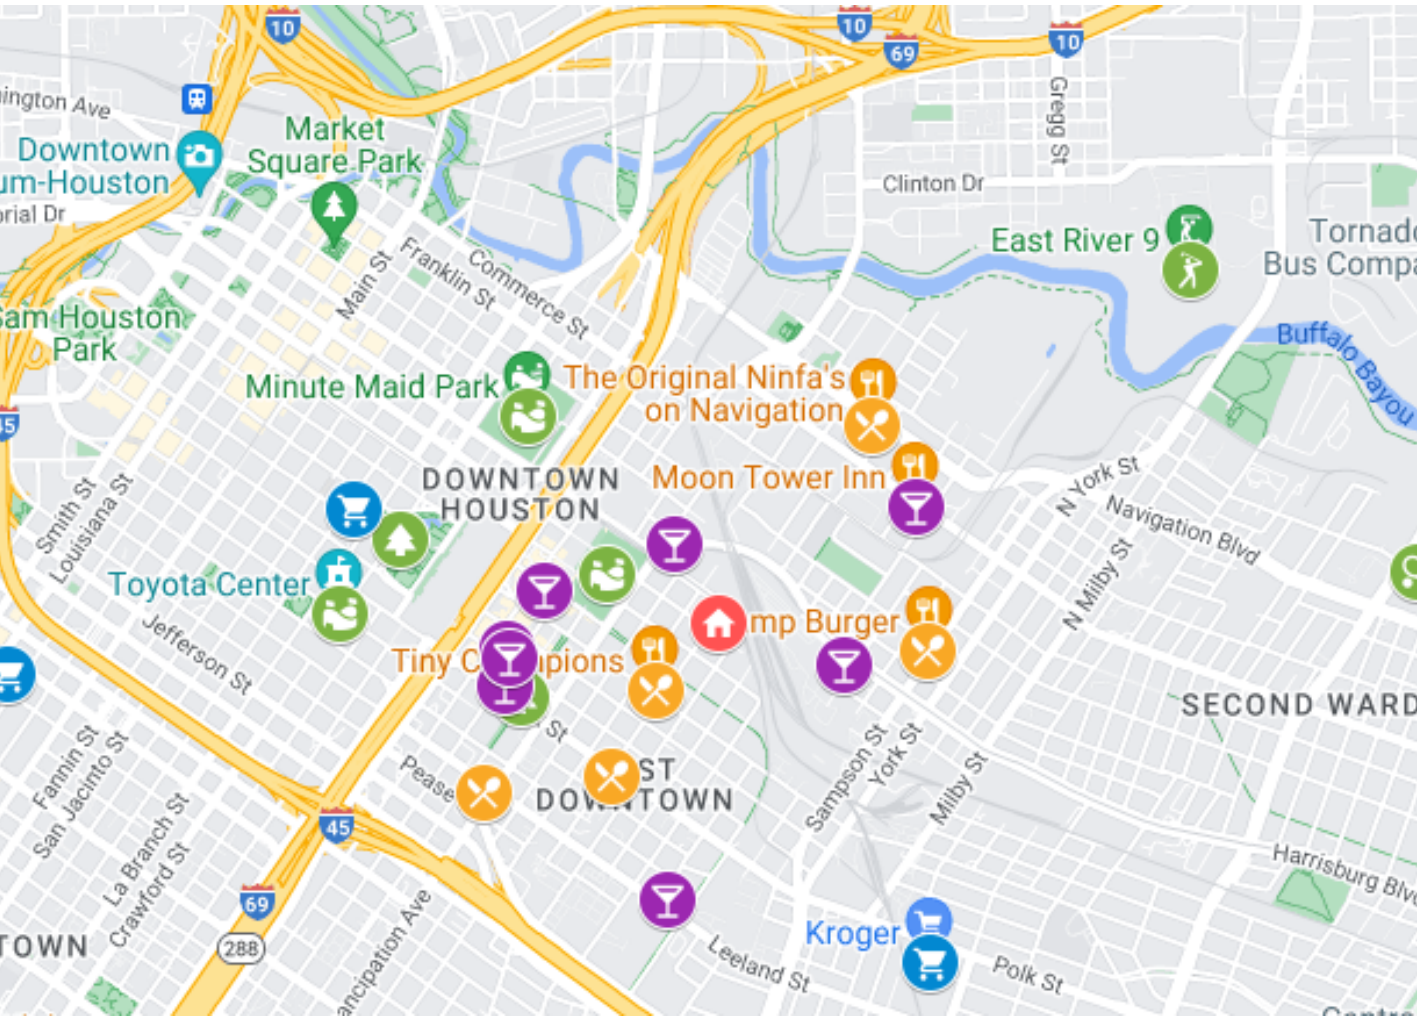 10
10
69
10
ington Ave
Gregg St
Market
Square Park
Downtown
um-Houston
Clinton Dr
orial Dr
East River 9
Tornado
Bus Compa
Franklin St
Commerce St
Main St
Sam Houston
Park
Buffalo Bayou
Minute Maid Park
The Original Ninfa's
on Navigation
45
DOWNTOWN
HOUSTON
Moon Tower Inn
N York St
Navigation Blvd
Smith St
Louisiana St
Toyota Center
N Milby St
mp Burger
Jefferson St
Tiny C mpions
SECOND WARD
St
Pease
ST
DOWNTOWN
Fannin St
San Jacinto St
Sampson St
York St
Milby St
45
La Branch St
Crawford St
Harrisburg Blvd
69
288
TOWN
ancipation Ave
Kroger
Leeland St
Polk St
Centre